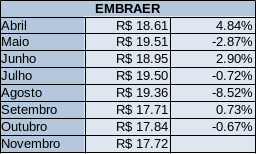 EMBRAER
Abril R$ 18.61 4.84%
Maio R$ 19.51 -2.87%
Junho R$ 18.95 2.90%
Julho R$ 19.50 -0.72%
Agosto R$ 19.36 -8.52%
Setembro R$ 17.71 0.73%
Outubro R$ 17.84 -0.67%
Novembro R$ 17.72